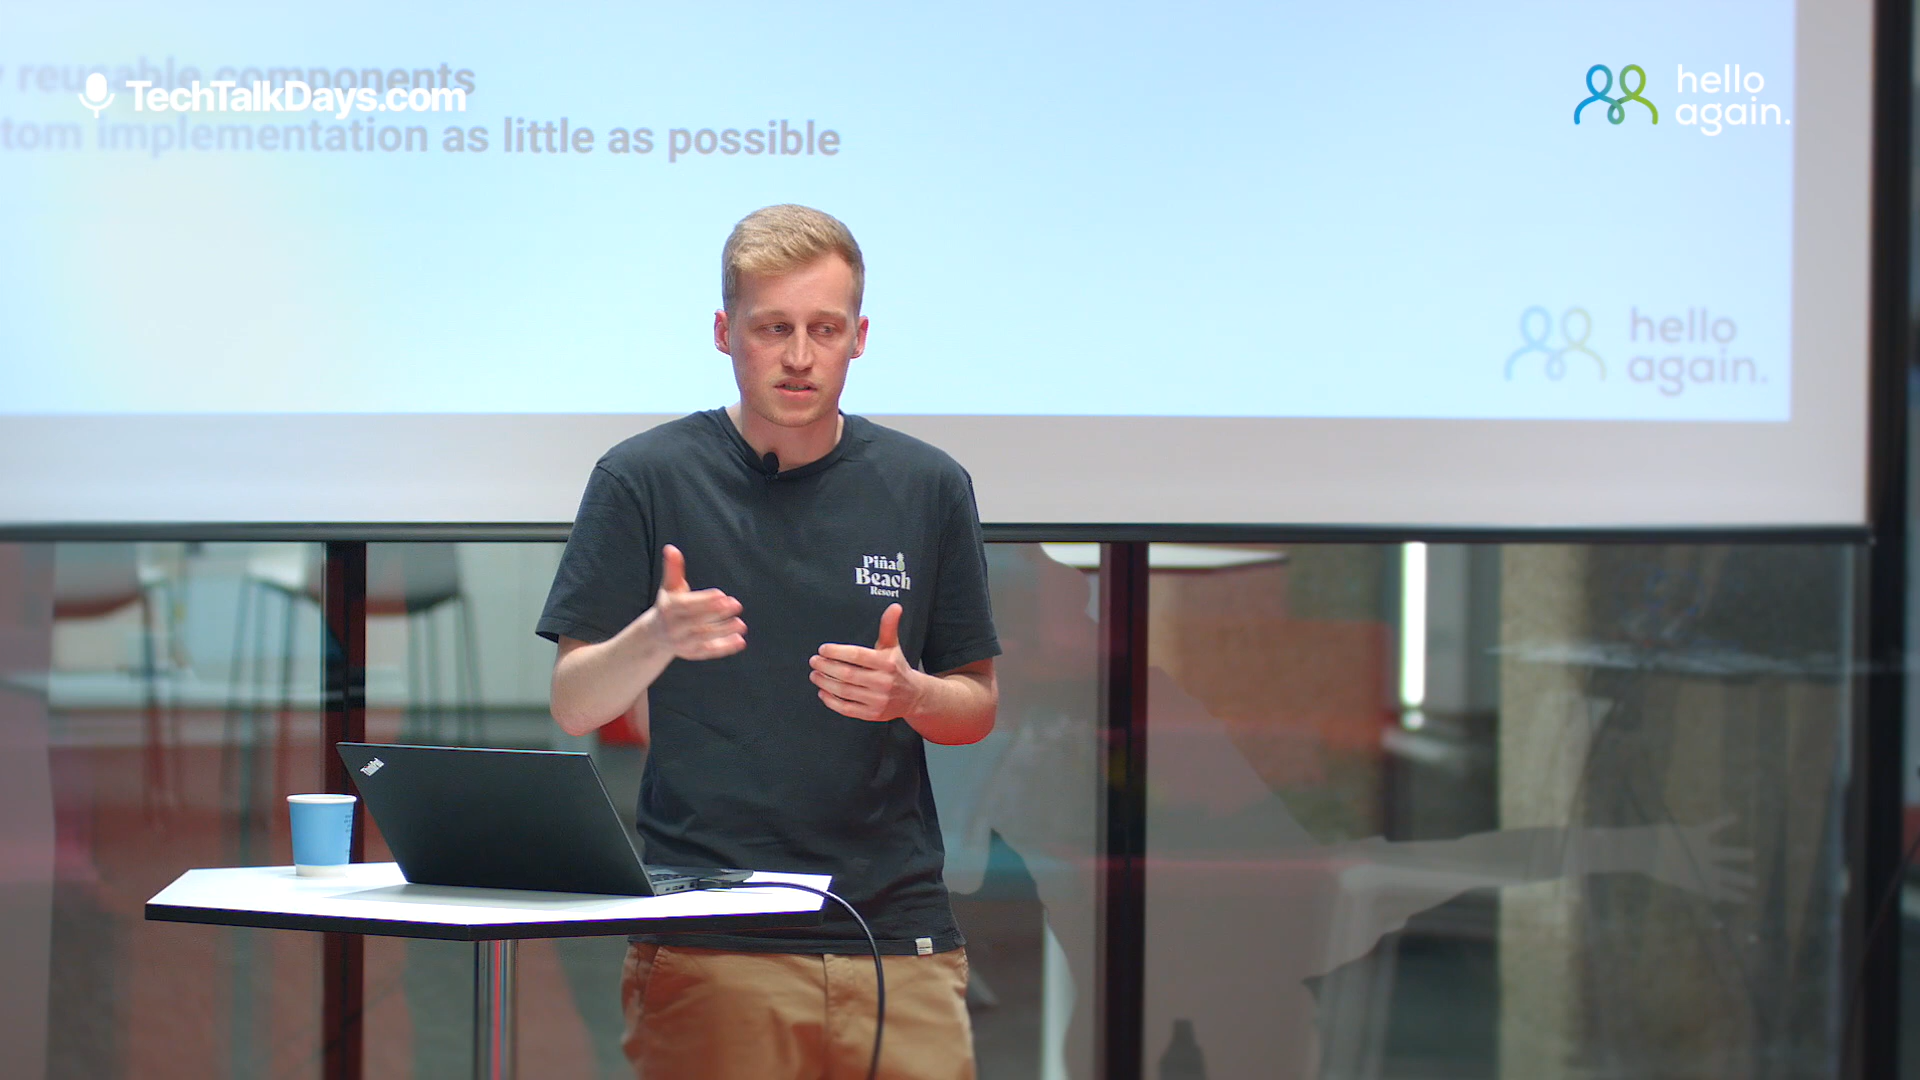 reusable components
TechTalkDays.com
implementation as little as possible
hello
again.
hello
again.
Piña
Beach
Resort
ThinkPad